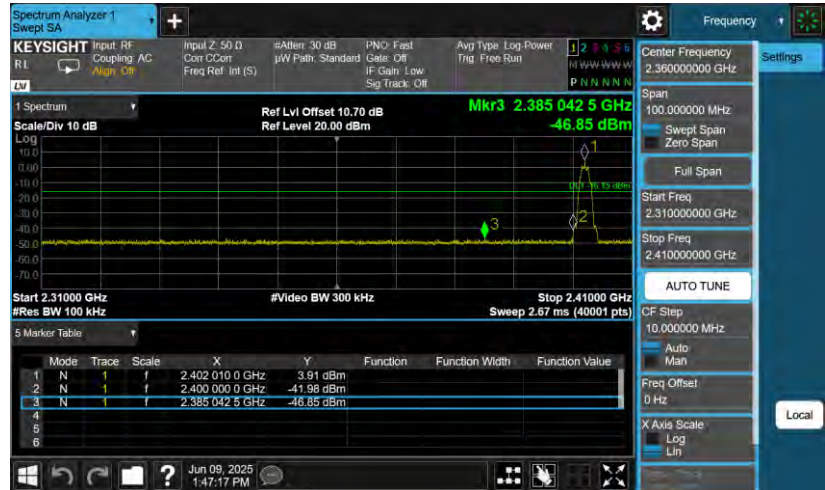 Spectrum Analyzer 1
Swept SA
+
Frequency
KEYSIGHT
RL
LM
Input: RF
Coupling: AC
Align: Off
Input Z: 50 Ω
Corr CCorr
Freq Ref: Int (S)
#Atten: 30 dB
µW Path: Standard
PNO: Fast
Gate: Off
IF Gain: Low
Sig Track: Off
Avg Type: Log-Power
Trig: Free Run
1 2 3 4 5 6
M W W W W W
P N N N N N
Center Frequency
2.360000000 GHz
Settings
Span
100.000000 MHz
Swept Span
Zero Span
Full Span
Start Freq
2.310000000 GHz
Stop Freq
2.410000000 GHz
AUTO TUNE
CF Step
10.000000 MHz
Auto
Man
Freq Offset
0 Hz
X Axis Scale
Log
Lin
Local
1 Spectrum
Scale/Div 10 dB
Ref Lvl Offset 10.70 dB
Ref Level 20.00 dBm
Mkr3 2.385 042 5 GHz
-46.85 dBm
Log
10.0
0.00
-10.0
-20.0
-30.0
-40.0
-50.0
-60.0
-70.0
1
2
3
DL1 -16.15 dBm
Start 2.31000 GHz
#Video BW 300 kHz
Stop 2.41000 GHz
#Res BW 100 kHz
Sweep 2.67 ms (40001 pts)
5 Marker Table
Mode Trace Scale X Y Function Function Width Function Value
1 N 1 f 2.402 010 0 GHz 3.91 dBm
2 N 1 f 2.400 000 0 GHz -41.98 dBm
3 N 1 f 2.385 042 5 GHz -46.85 dBm
4
5
6
?
Jun 09, 2025
1:47:17 PM